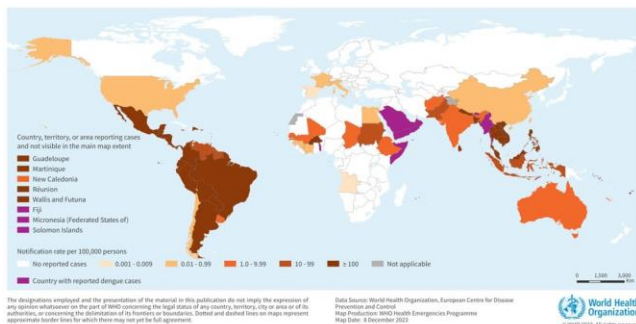 Country, territory, or area reporting cases
and not visible in the main map extent
Guadeloupe
Martinique
New Caledonia
Réunion
Wallis and Futuna
Fiji
Micronesia (Federated States of)
Solomon Islands
Notification rate per 100,000 persons
No reported cases
0.001 - 0.009
0.01 - 0.99
1.0 - 9.99
10 - 99
≥ 100
Not applicable
Country with reported dengue cases
0 1,500 3,000
Km
The designations employed and the presentation of the material in this publication do not imply the expression of
any opinion whatsoever on the part of WHO concerning the legal status of any country, territory, city or area or of its
authorities, or concerning the delimitation of its frontiers or boundaries. Dotted and dashed lines on maps represent
approximate border lines for which there may not yet be full agreement.
Data Source: World Health Organization, European Centre for Disease
Prevention and Control
Map Production: WHO Health Emergencies Programme
Map Date: 8 December 2023
World Health
Organization